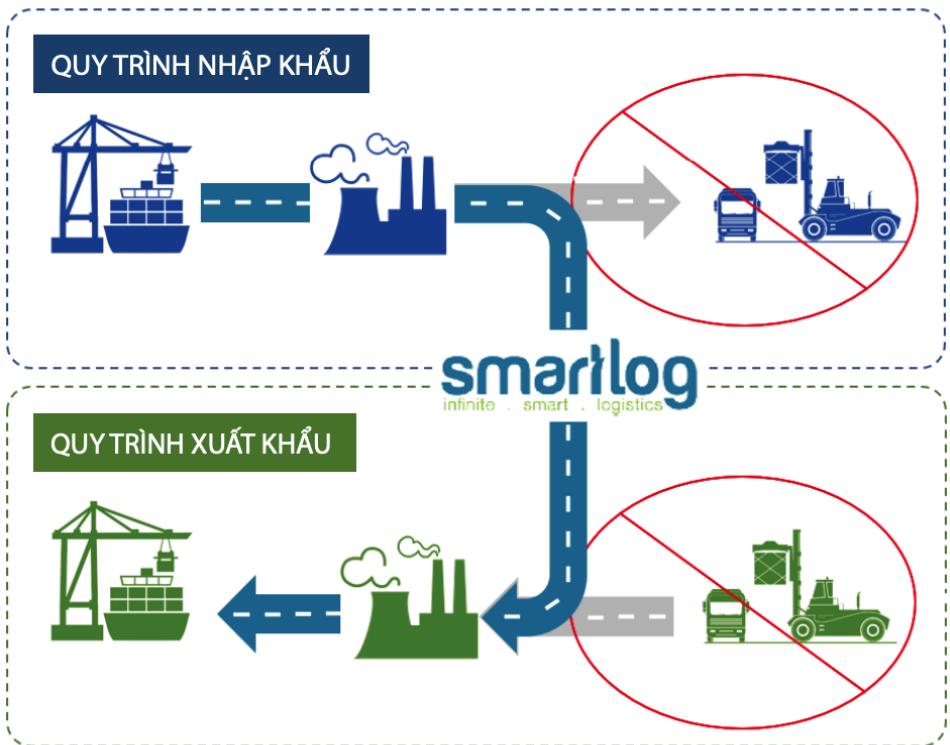 QUY TRÌNH NHẬP KHẨU
smartlog
infinite . smart . logistics
QUY TRÌNH XUẤT KHẨU